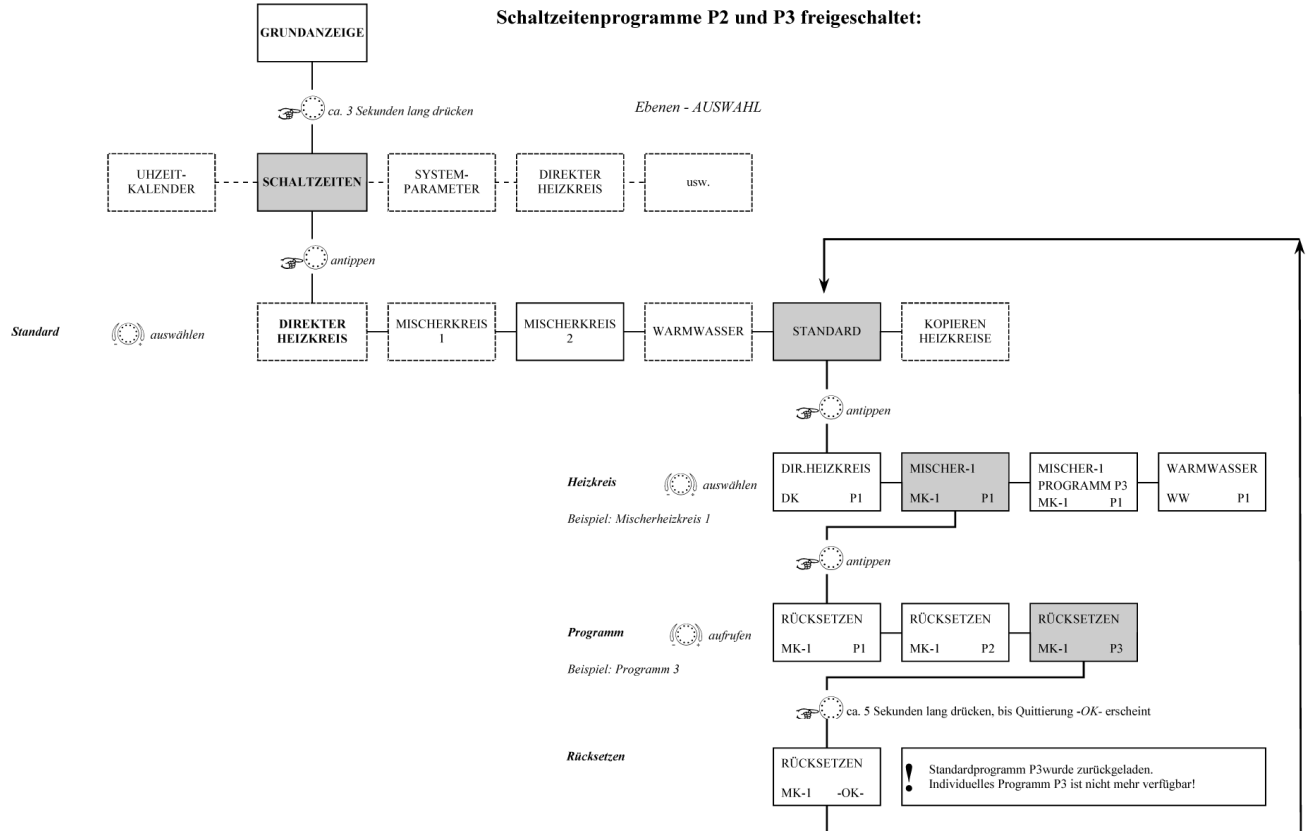 Schaltzeitenprogramme P2 und P3 freigeschaltet:
GRUNDANZEIGE
ca. 3 Sekunden lang drücken
Ebenen - AUSWAHL
UHZEIT-
KALENDER
SCHALTZEITEN
SYSTEM-
PARAMETER
DIREKTER
HEIZKREIS
usw.
antippen
Standard
- +
auswählen
DIREKTER
HEIZKREIS
MISCHERKREIS
1
MISCHERKREIS
2
WARMWASSER
STANDARD
KOPIEREN
HEIZKREISE
antippen
Heizkreis
- +
auswählen
Beispiel: Mischerheizkreis 1
DIR.HEIZKREIS
DK P1
MISCHER-1
MK-1 P1
MISCHER-1
PROGRAMM P3
MK-1 P1
WARMWASSER
WW P1
antippen
Programm
- +
aufrufen
Beispiel: Programm 3
RÜCKSETZEN
MK-1 P1
RÜCKSETZEN
MK-1 P2
RÜCKSETZEN
MK-1 P3
ca. 5 Sekunden lang drücken, bis Quittierung -OK- erscheint
Rücksetzen
RÜCKSETZEN
MK-1 -OK-
! Standardprogramm P3wurde zurückgeladen.
Individuelles Programm P3 ist nicht mehr verfügbar!